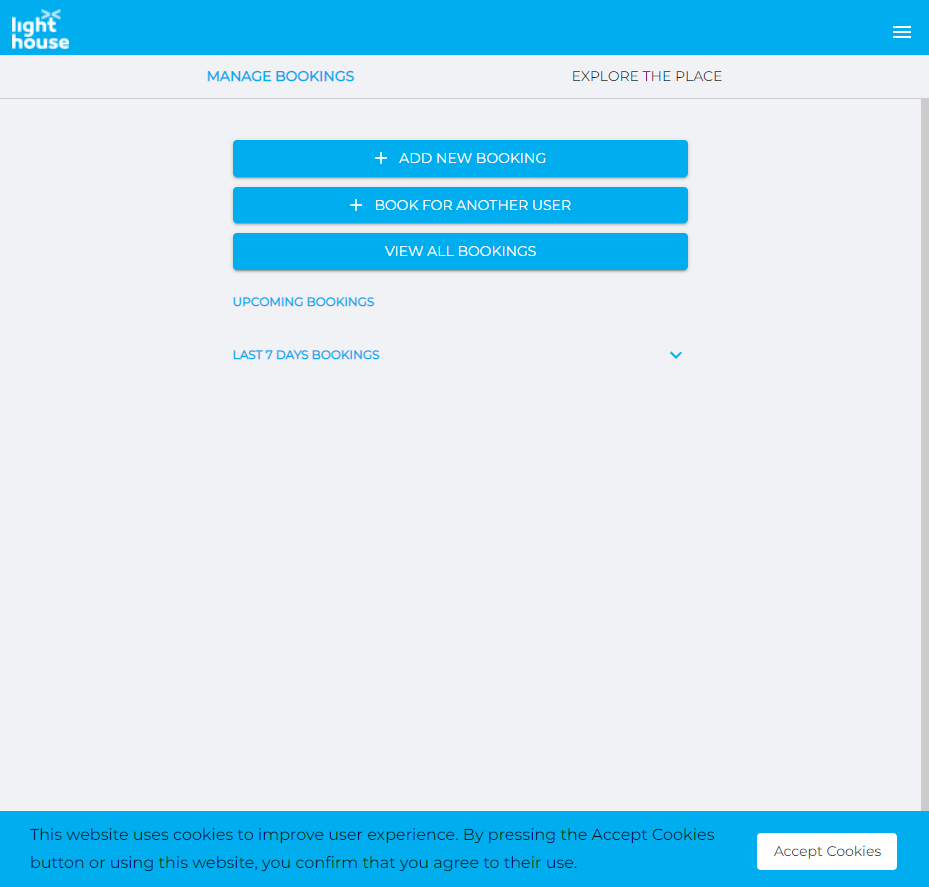 light
house
MANAGE BOOKINGS
EXPLORE THE PLACE
+ ADD NEW BOOKING
+ BOOK FOR ANOTHER USER
VIEW ALL BOOKINGS
UPCOMING BOOKINGS
LAST 7 DAYS BOOKINGS
This website uses cookies to improve user experience. By pressing the Accept Cookies
button or using this website, you confirm that you agree to their use.
Accept Cookies